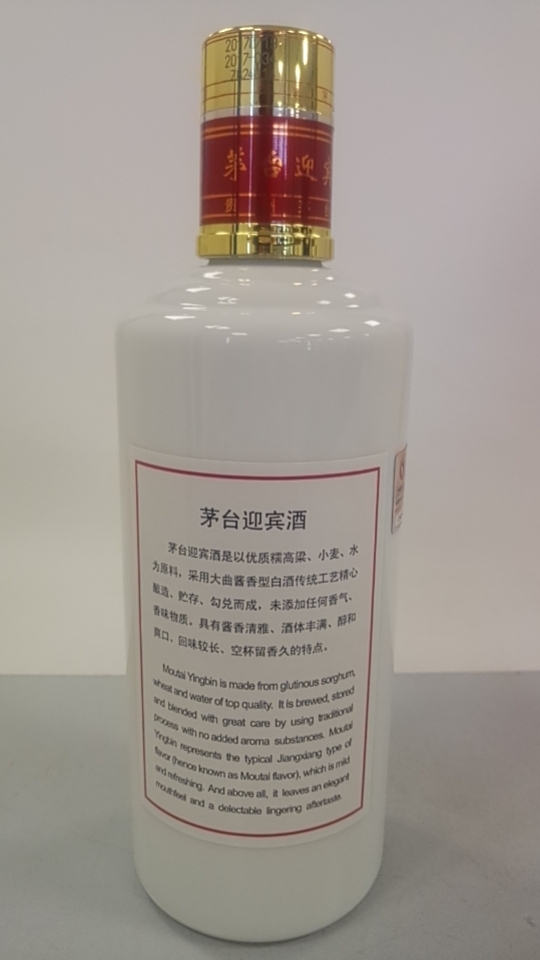 茅台迎宾
茅台迎宾酒
茅台迎宾酒是以优质糯高粱、小麦、水
为原料，采用大曲酱香型白酒传统工艺精心
酿造、贮存、勾兑而成，未添加任何香气、
香味物质。具有酱香清雅、酒体丰满、醇和
爽口、回味较长、空杯留香久的特点。
Moutai Yingbin is made from glutinous sorghum,
wheat and water of top quality. It is brewed, stored
and blended with great care by using traditional
process with no added aroma substances. Moutai
Yingbin represents the typical Jiangxiang type of
flavor (hence known as Moutai flavor), which is mild
and refreshing. And above all, it leaves an elegant
mouthfeel and a delectable lingering aftertaste.